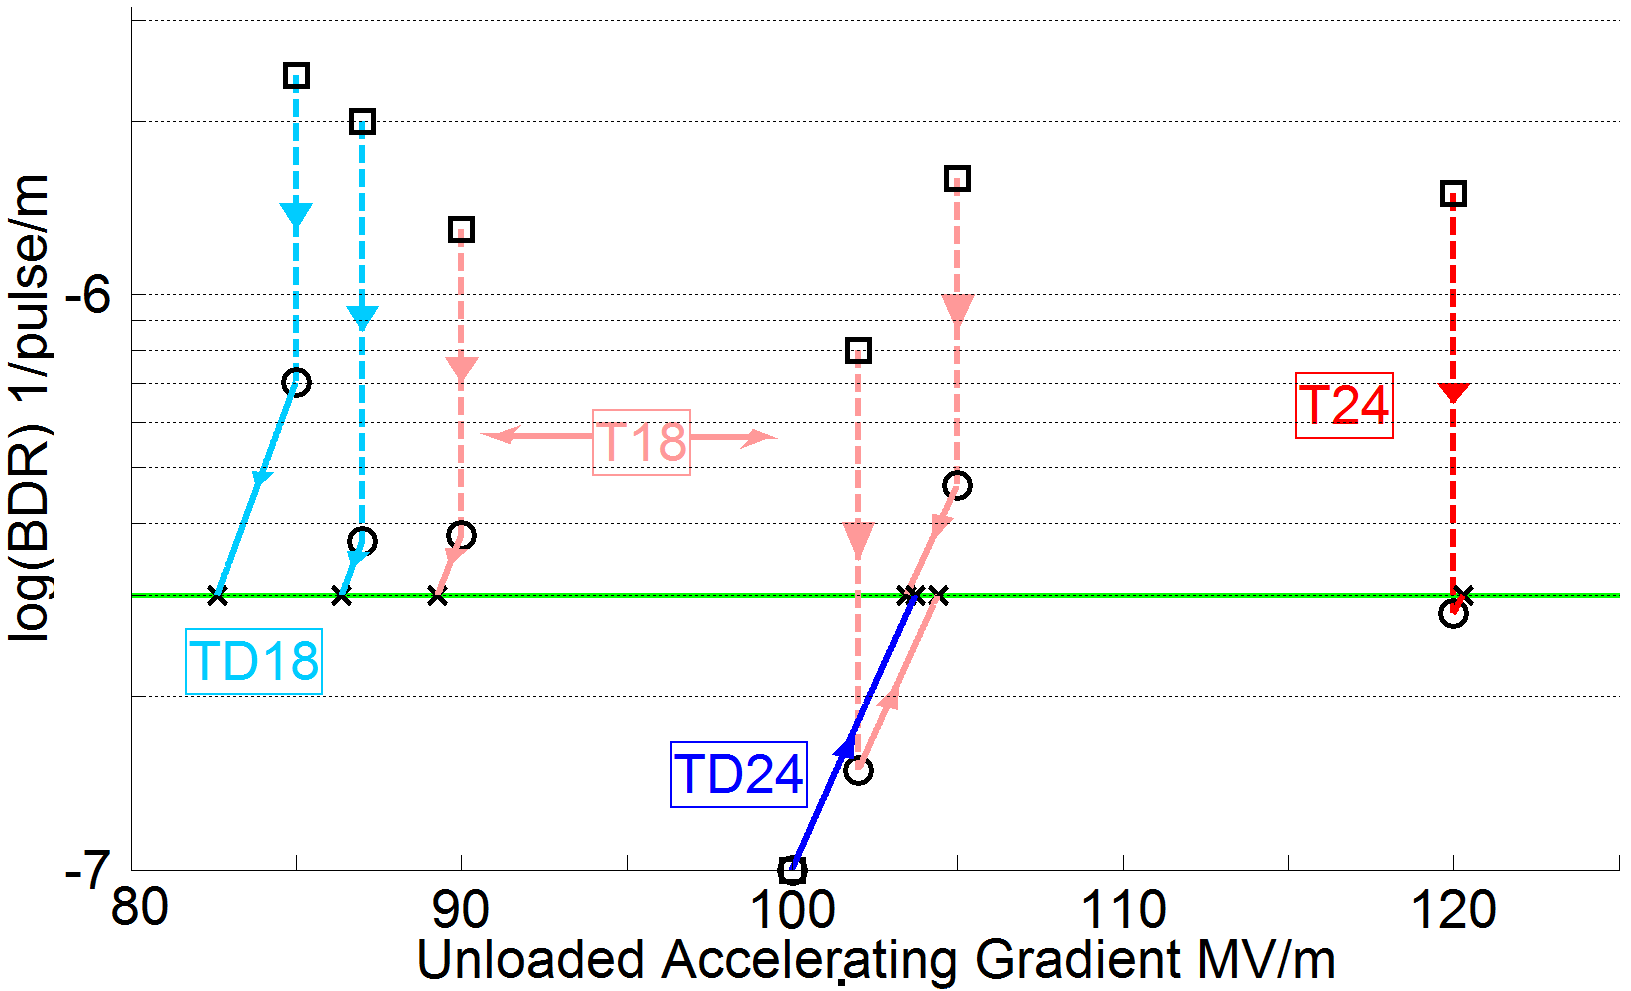 log(BDR) 1/pulse/m
-6
T18
T24
TD18
TD24
-7
80 90 100 110 120
Unloaded Accelerating Gradient MV/m